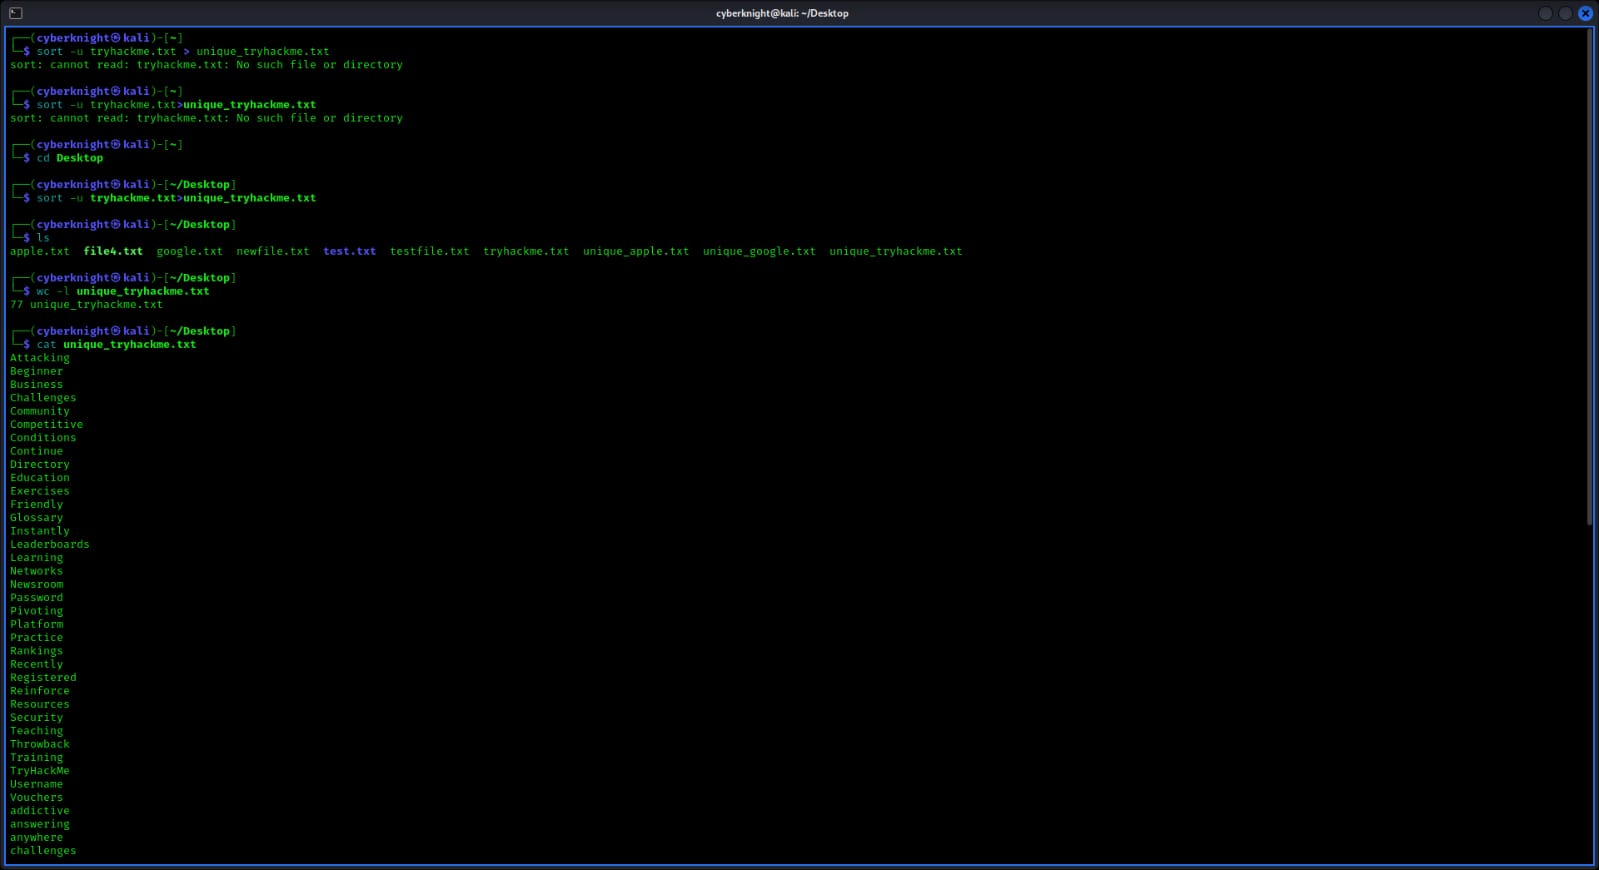 cyberknight@kali: ~/Desktop
┌──(cyberknight㉿kali)-[~]
└─$ sort -u tryhackme.txt > unique_tryhackme.txt
sort: cannot read: tryhackme.txt: No such file or directory
┌──(cyberknight㉿kali)-[~]
└─$ sort -u tryhackme.txt>unique_tryhackme.txt
sort: cannot read: tryhackme.txt: No such file or directory
┌──(cyberknight㉿kali)-[~]
└─$ cd Desktop
┌──(cyberknight㉿kali)-[~/Desktop]
└─$ sort -u tryhackme.txt>unique_tryhackme.txt
┌──(cyberknight㉿kali)-[~/Desktop]
└─$ ls
apple.txt  file4.txt  google.txt  newfile.txt  test.txt  testfile.txt  tryhackme.txt  unique_apple.txt  unique_google.txt  unique_tryhackme.txt
┌──(cyberknight㉿kali)-[~/Desktop]
└─$ wc -l unique_tryhackme.txt
77 unique_tryhackme.txt
┌──(cyberknight㉿kali)-[~/Desktop]
└─$ cat unique_tryhackme.txt
Attacking
Beginner
Business
Challenges
Community
Competitive
Conditions
Continue
Directory
Education
Exercises
Friendly
Glossary
Instantly
Leaderboards
Learning
Networks
Newsroom
Password
Pivoting
Platform
Practice
Rankings
Recently
Registered
Reinforce
Resources
Security
Teaching
Throwback
Training
TryHackMe
Username
Vouchers
addictive
answering
anywhere
challenges